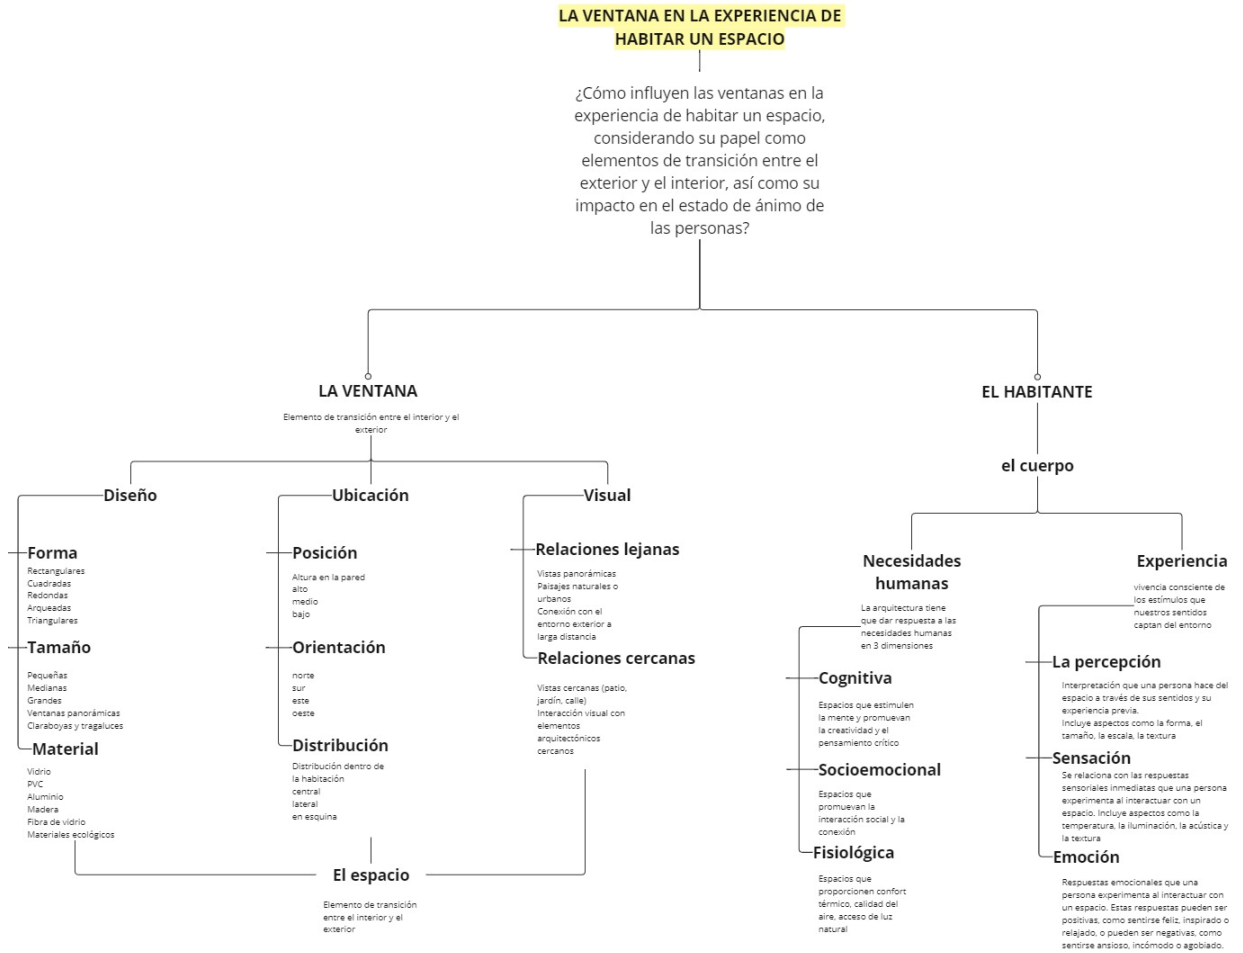 LA VENTANA EN LA EXPERIENCIA DE
HABITAR UN ESPACIO
¿Cómo influyen las ventanas en la
experiencia de habitar un espacio,
considerando su papel como
elementos de transición entre el
exterior y el interior, así como su
impacto en el estado de ánimo de
las personas?
LA VENTANA
Elemento de transición entre el interior y el
exterior
Diseño
Forma
Rectangulares
Cuadradas
Redondas
Arqueadas
Triangulares
Tamaño
Pequeñas
Medianas
Grandes
Ventanas panorámicas
Claraboyas y tragaluces
Material
Vidrio
PVC
Aluminio
Madera
Fibra de vidrio
Materiales ecológicos
Ubicación
Posición
Altura en la pared
alto
medio
bajo
Orientación
norte
sur
este
oeste
Distribución
Distribución dentro de
la habitación
central
lateral
en esquina
Visual
Relaciones lejanas
Vistas panorámicas
Paisajes naturales o
urbanos
Conexión con el
entorno exterior a
larga distancia
Relaciones cercanas
Vistas cercanas (patio,
jardín, calle)
Interacción visual con
elementos
arquitectónicos
cercanos
El espacio
Elemento de transición
entre el interior y el
exterior
EL HABITANTE
el cuerpo
Necesidades
humanas
La arquitectura tiene
que dar respuesta a las
necesidades humanas
en 3 dimensiones
Cognitiva
Espacios que estimulen
la mente y promuevan
la creatividad y el
pensamiento crítico
Socioemocional
Espacios que
promuevan la
interacción social y la
conexión
Fisiológica
Espacios que
proporcionen confort
térmico, calidad del
aire, acceso de luz
natural
Experiencia
vivencia consciente de
los estímulos que
nuestros sentidos
captan del entorno
La percepción
Interpretación que una persona hace del
espacio a través de sus sentidos y su
experiencia previa.
Incluye aspectos como la forma, el
tamaño, la escala, la textura
Sensación
Se relaciona con las respuestas
sensoriales inmediatas que una persona
experimenta al interactuar con un
espacio. Incluye aspectos como la
temperatura, la iluminación, la acústica y
la textura
Emoción
Respuestas emocionales que una
persona experimenta al interactuar con
un espacio. Estas respuestas pueden ser
positivas, como sentirse feliz, inspirado o
relajado, o pueden ser negativas, como
sentirse ansioso, incómodo o agobiado.